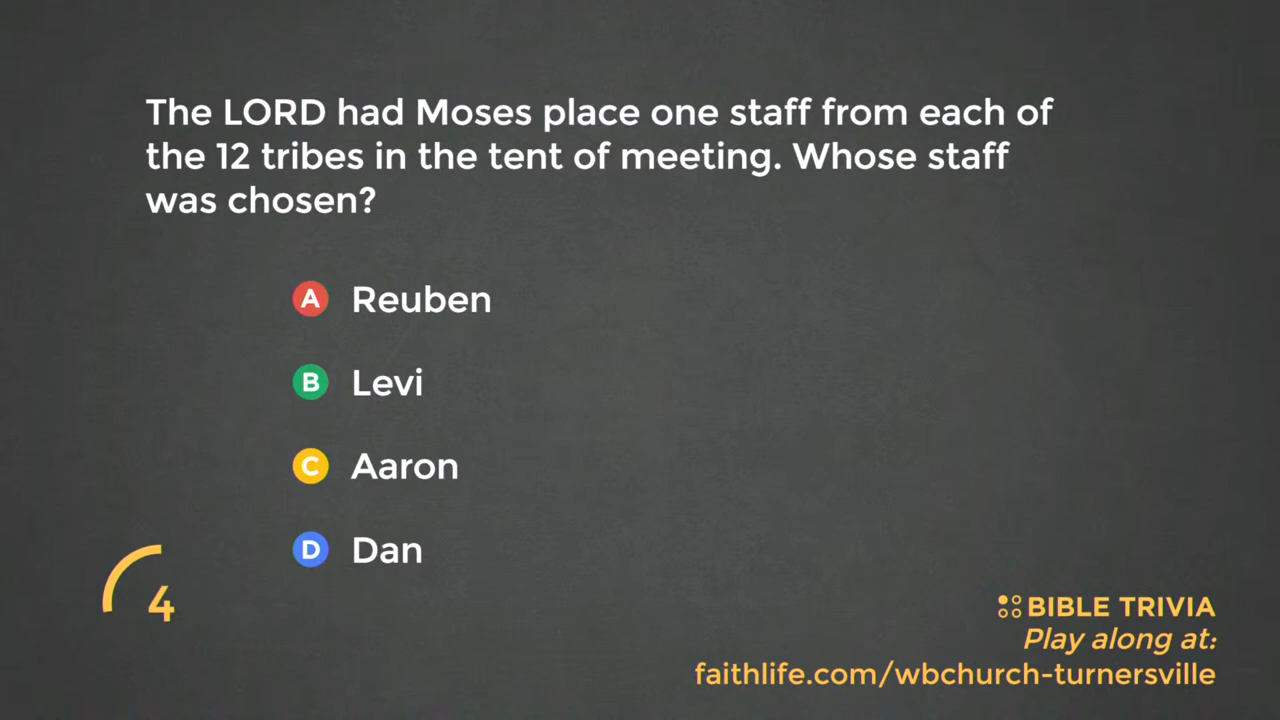 The LORD had Moses place one staff from each of
the 12 tribes in the tent of meeting. Whose staff
was chosen?
A Reuben
B Levi
C Aaron
D Dan
4
BIBLE TRIVIA
Play along at:
faithlife.com/wbchurch-turnersville